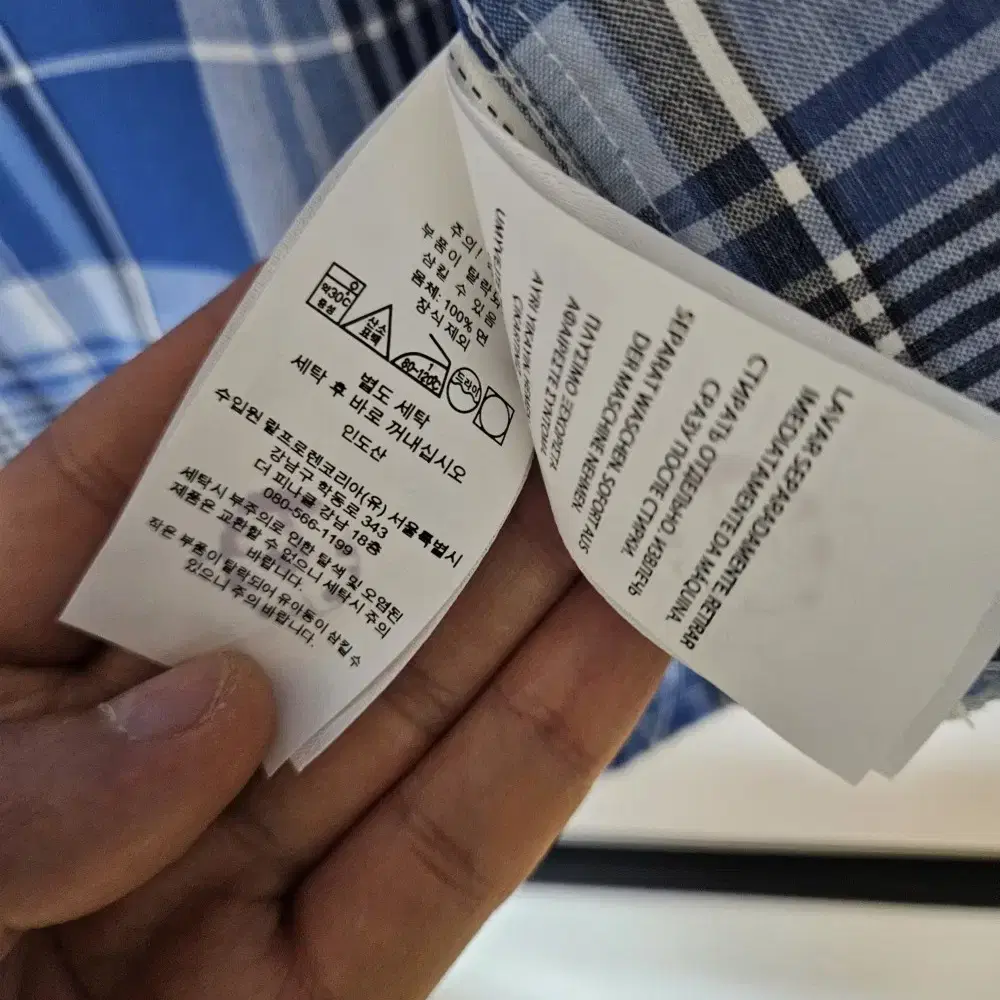 주의!
부품이 탈락되
삼킬 수 있음
몸체: 100% 면
장식제외
약30℃
중성
산소
표백
80-120℃
드라이
별도 세탁
세탁 후 바로 꺼내십시오
인도산
수입원 랄프로렌코리아(유) 서울특별시
강남구 학동로 343
더 피나클 강남 18층
080-566-1199
세탁시 부주의로 인한 탈색 및 오염된
제품은 교환할 수 없으니 세탁시 주의
바랍니다.
작은 부품이 탈락되어 유아동이 삼킬 수
있으니 주의 바랍니다.
ΠΛΥΣΙΜΟ ΞΕΧΩΡΙΣΤΑ
ΑΦΑΙΡΕΣΤΕ ΣΥΝΤΟΜΑ
SEPARAT WASCHEN. SOFORT AUS
DER MASCHINE NEHMEN.
СТИРАТЬ ОТДЕЛЬНО, ИЗВЛЕЧЬ
СРАЗУ ПОСЛЕ СТИРКИ.
LAVAR SEPARADAMENTE RETIRAR
IMEDIATAMENTE DA MÁQUINA.